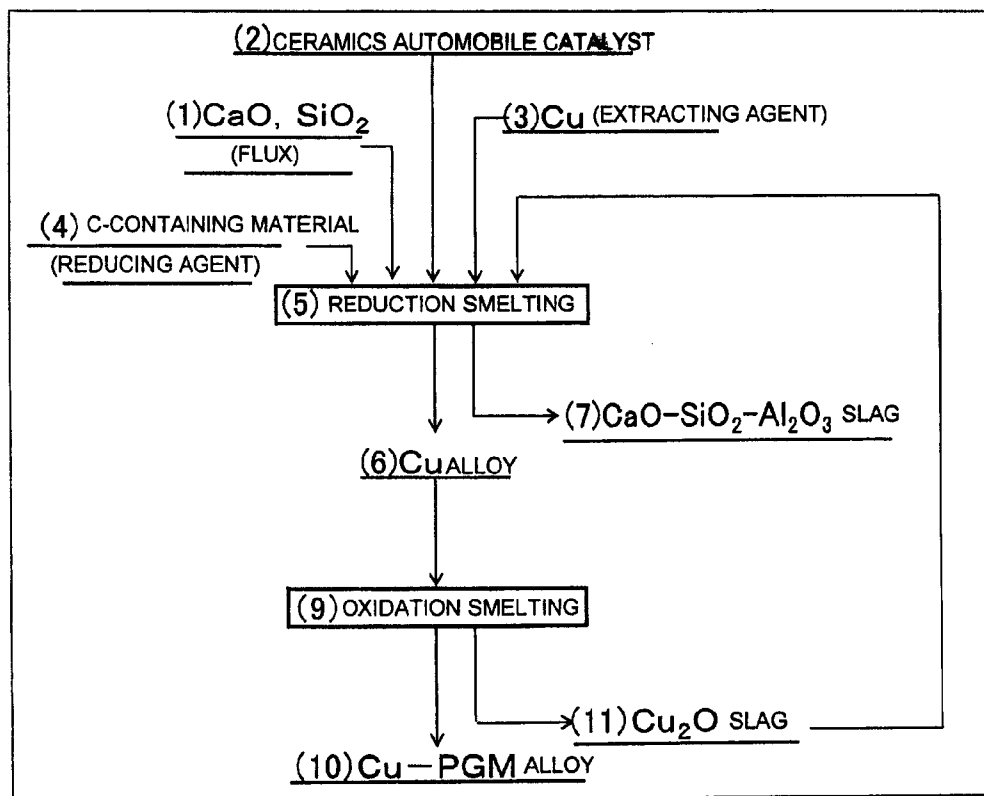 (2)CERAMICS AUTOMOBILE CATALYST
(1)CaO, SiO₂
(FLUX)
(3)Cu (EXTRACTING AGENT)
(4) C-CONTAINING MATERIAL
(REDUCING AGENT)
(5) REDUCTION SMELTING
(7)CaO-SiO₂-Al₂O₃ SLAG
(6)Cu ALLOY
(9) OXIDATION SMELTING
(11)Cu₂O SLAG
(10)Cu-PGM ALLOY